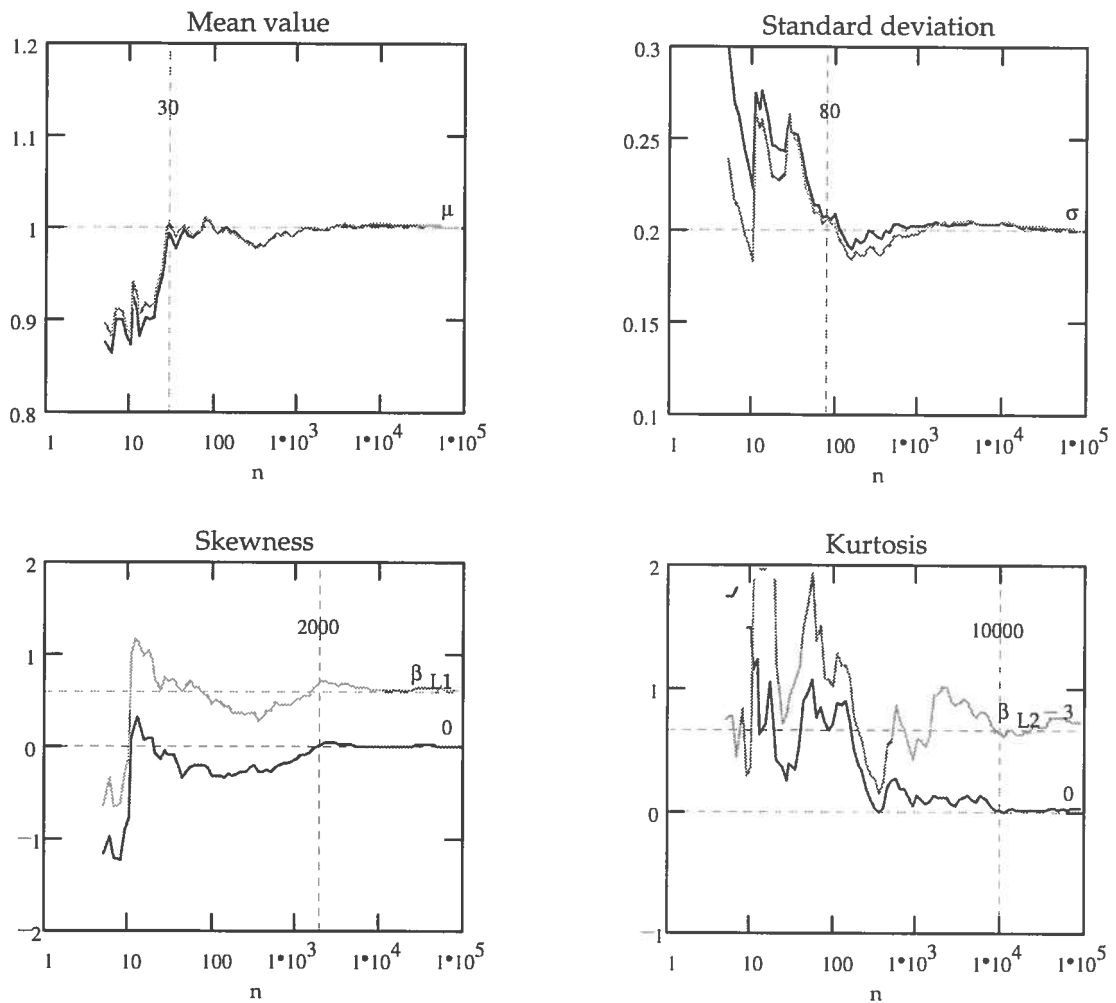 Mean value
1.2
1.1
1
0.9
0.8
30
μ
1 10 100 1•10³ 1•10⁴ 1•10⁵
n
Standard deviation
0.3
0.25
0.2
0.15
0.1
80
σ
1 10 100 1•10³ 1•10⁴ 1•10⁵
n
Skewness
2
1
0
−1
−2
2000
β L1
0
1 10 100 1•10³ 1•10⁴ 1•10⁵
n
Kurtosis
2
1
0
−1
10000
β L2 −3
0
1 10 100 1•10³ 1•10⁴ 1•10⁵
n